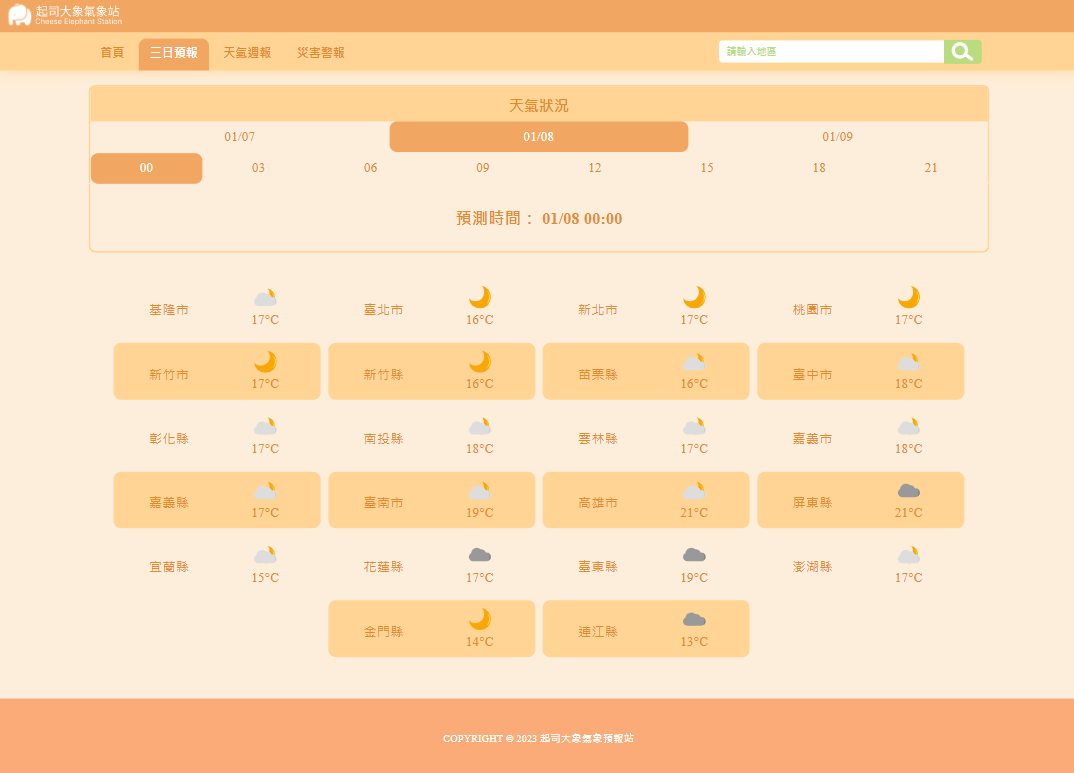 起司大象氣象站
Cheese Elephant Station
首頁 三日預報 天氣週報 災害警報 請輸入地區
天氣狀況
01/07 01/08 01/09
00 03 06 09 12 15 18 21
預測時間： 01/08 00:00
基隆市 17°C 臺北市 16°C 新北市 17°C 桃園市 17°C
新竹市 17°C 新竹縣 16°C 苗栗縣 16°C 臺中市 18°C
彰化縣 17°C 南投縣 18°C 雲林縣 17°C 嘉義市 18°C
嘉義縣 17°C 臺南市 19°C 高雄市 21°C 屏東縣 21°C
宜蘭縣 15°C 花蓮縣 17°C 臺東縣 19°C 澎湖縣 17°C
金門縣 14°C 連江縣 13°C
COPYRIGHT © 2023 起司大象氣象預報站